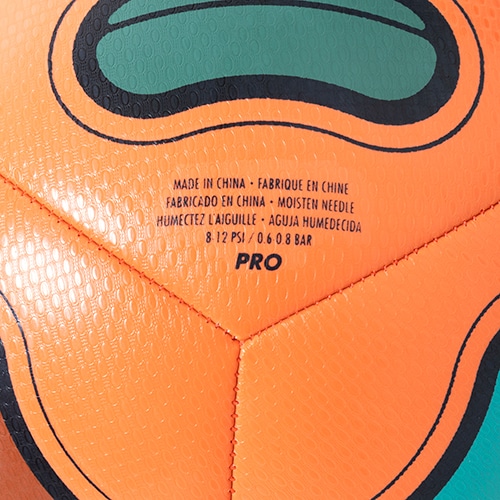 MADE IN CHINA · FABRIQUE EN CHINE
FABRICADO EN CHINA · MOISTEN NEEDLE
HUMECTEZ L'AIGUILLE · AGUJA HUMEDECIDA
8-12 PSI / 0.6 0.8 BAR
PRO